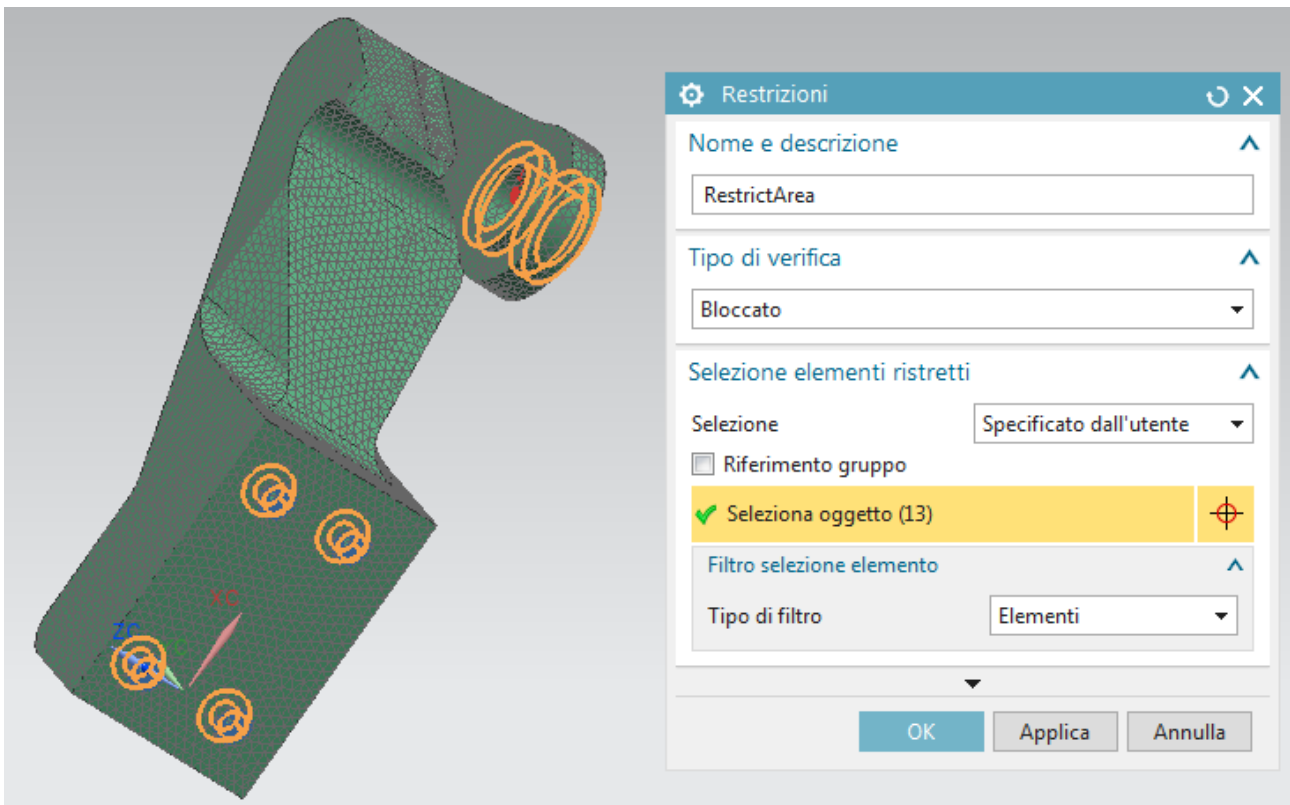 Restrizioni
Nome e descrizione
RestrictArea
Tipo di verifica
Bloccato
Selezione elementi ristretti
Selezione Specificato dall'utente
Riferimento gruppo
Seleziona oggetto (13)
Filtro selezione elemento
Tipo di filtro Elementi
OK Applica Annulla
XC
ZC